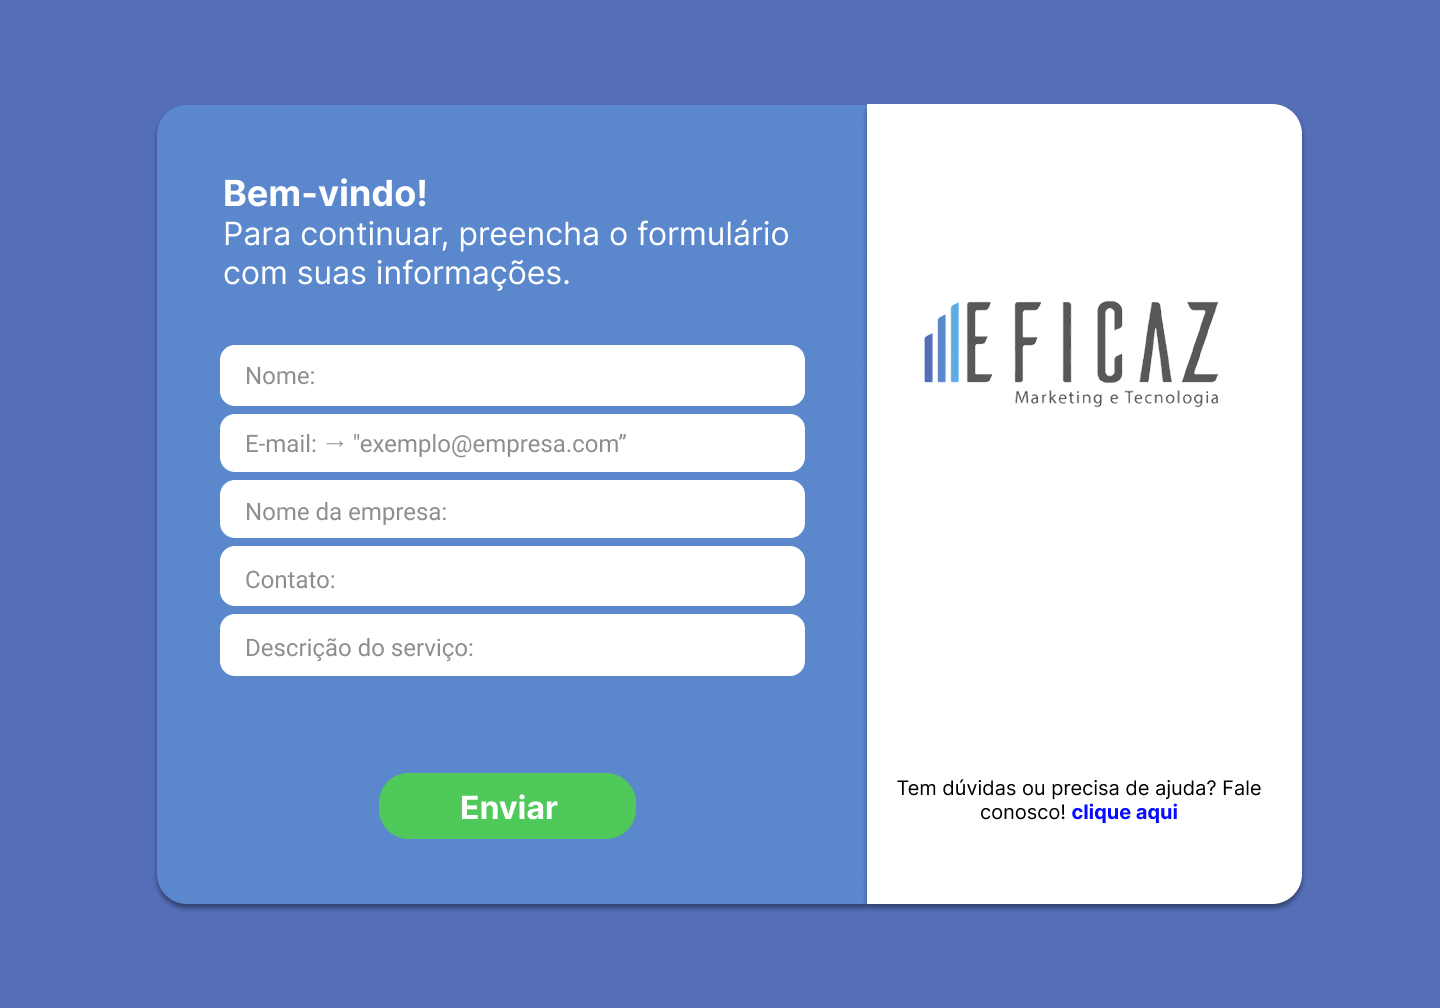 Bem-vindo!
Para continuar, preencha o formulário
com suas informações.
Nome:
E-mail: → "exemplo@empresa.com”
Nome da empresa:
Contato:
Descrição do serviço:
Enviar
EFICAZ
Marketing e Tecnologia
Tem dúvidas ou precisa de ajuda? Fale
conosco! clique aqui